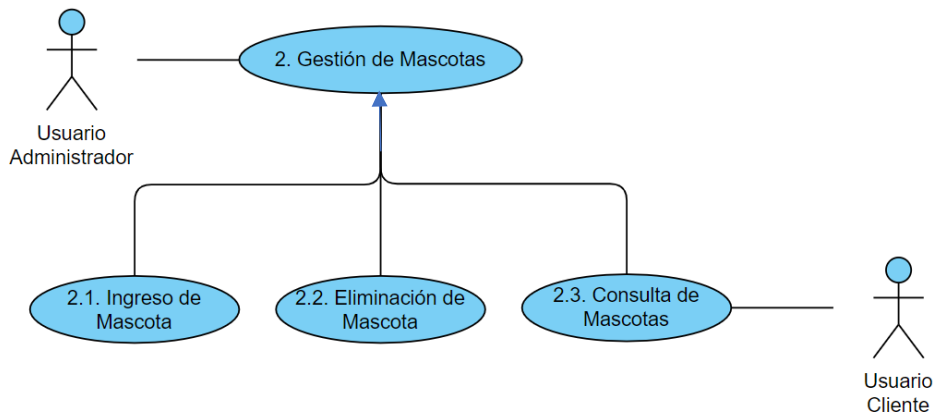 2. Gestión de Mascotas
Usuario
Administrador
2.1. Ingreso de
Mascota
2.2. Eliminación de
Mascota
2.3. Consulta de
Mascotas
Usuario
Cliente